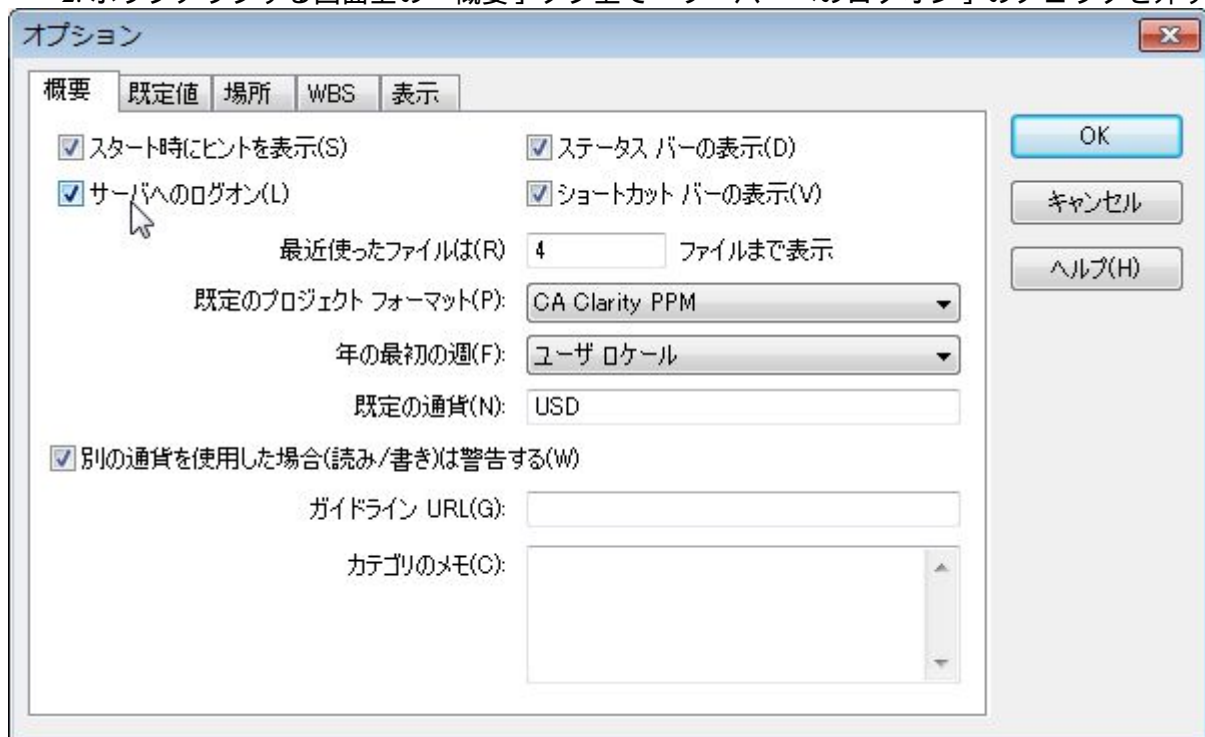 オプション
概要 既定値 場所 WBS 表示
スタート時にヒントを表示(S) ステータス バーの表示(D) OK
サーバへのログオン(L) ショートカット バーの表示(V) キャンセル
最近使ったファイルは(R) 4 ファイルまで表示 ヘルプ(H)
既定のプロジェクト フォーマット(P): CA Clarity PPM
年の最初の週(F): ユーザ ロケール
既定の通貨(N): USD
別の通貨を使用した場合(読み/書き)は警告する(W)
ガイドライン URL(G):
カテゴリのメモ(C):